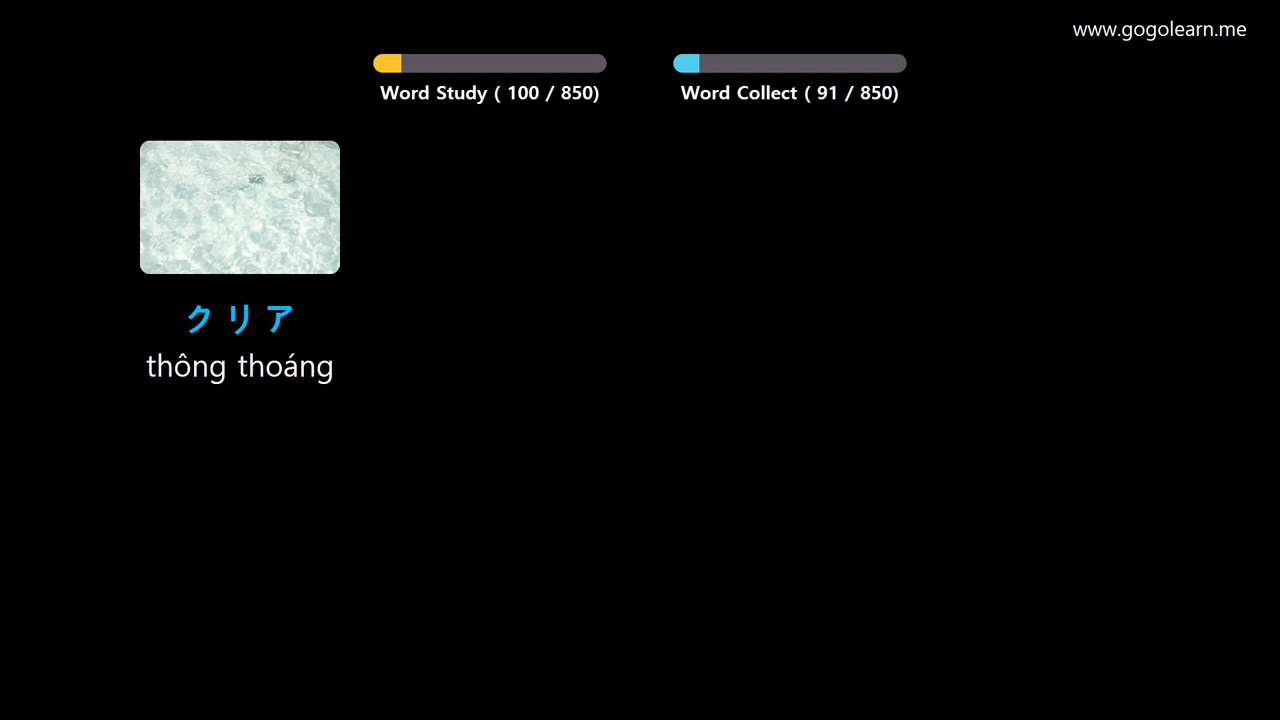 www.gogolearn.me
Word Study ( 100 / 850)
Word Collect ( 91 / 850)
クリア
thông thoáng